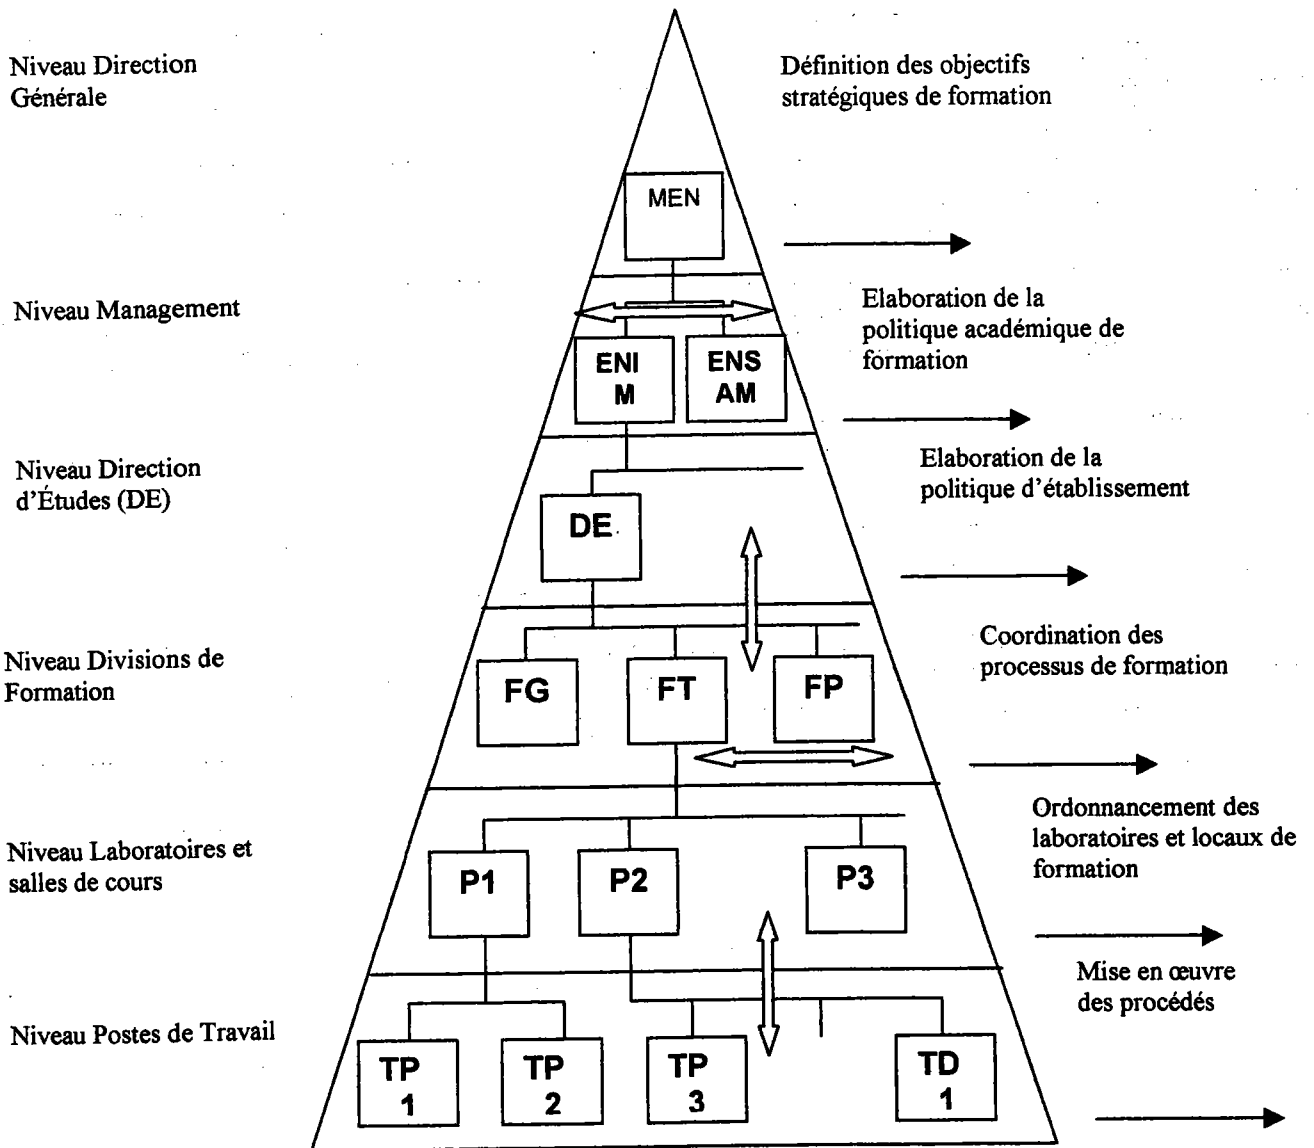 Niveau Direction
Générale
Définition des objectifs
stratégiques de formation
MEN
Niveau Management
Elaboration de la
politique académique de
formation
ENI
M
ENS
AM
Niveau Direction
d'Études (DE)
Elaboration de la
politique d'établissement
DE
Niveau Divisions de
Formation
Coordination des
processus de formation
FG
FT
FP
Niveau Laboratoires et
salles de cours
Ordonnancement des
laboratoires et locaux de
formation
P1
P2
P3
Mise en œuvre
des procédés
Niveau Postes de Travail
TP
1
TP
2
TP
3
TD
1